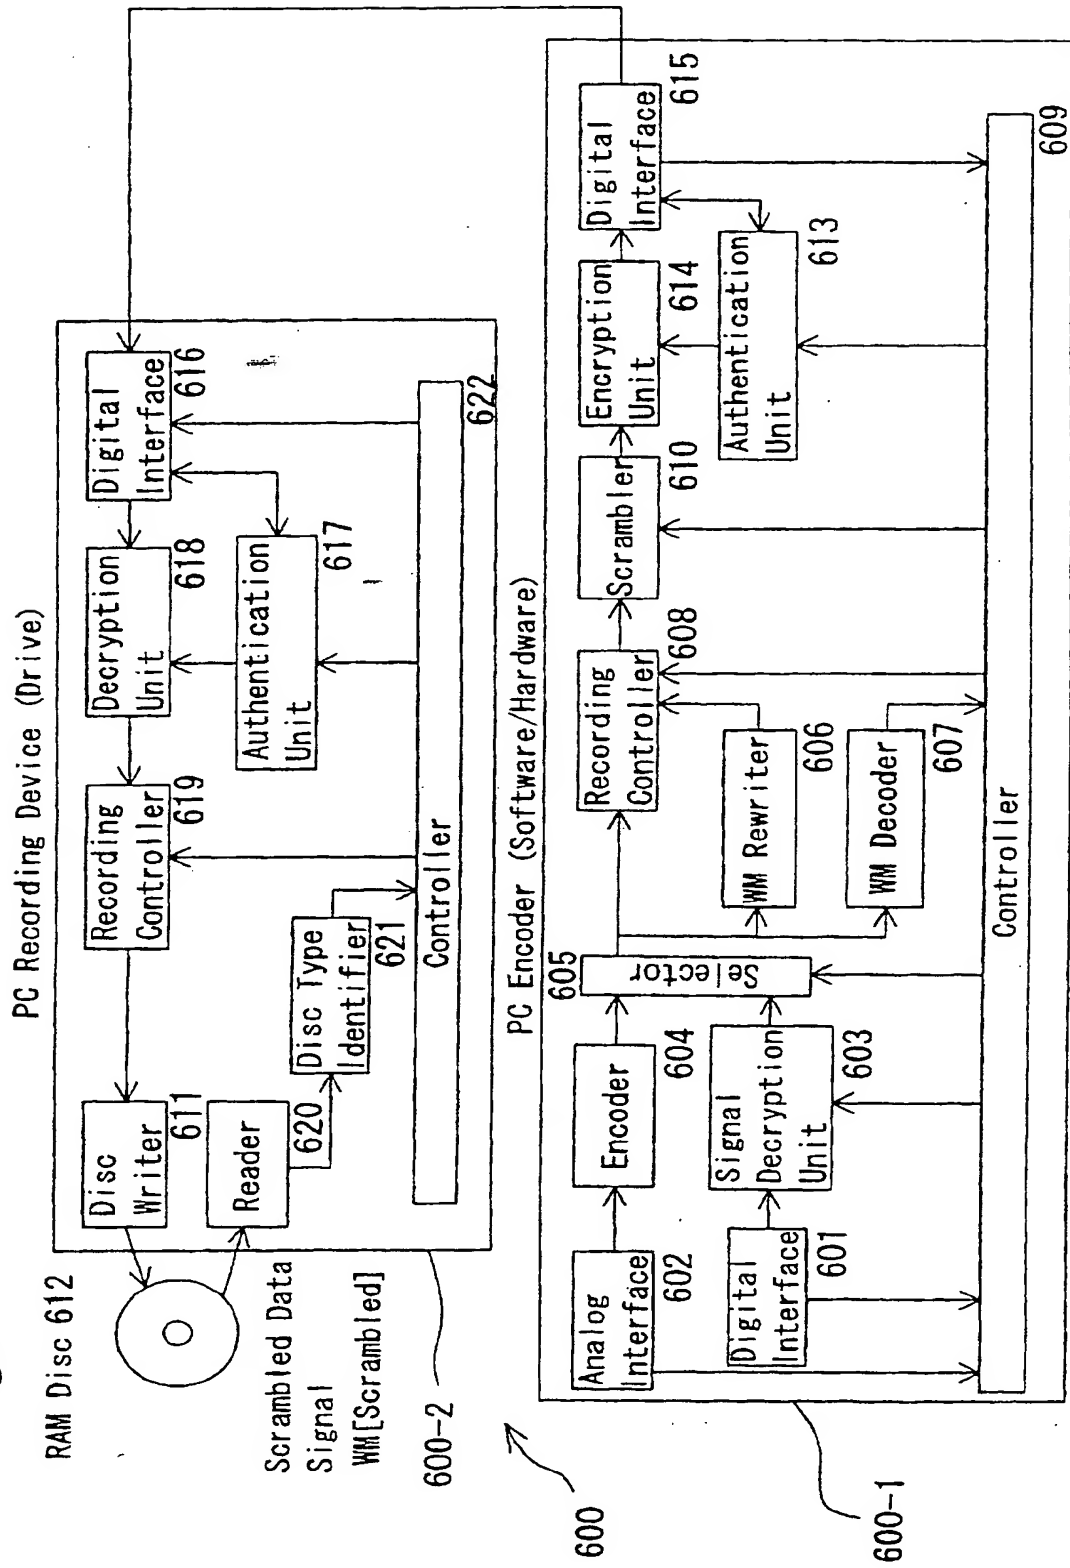 PC Recording Device (Drive)
RAM Disc 612
Disc
Writer
611
Recording
Controller
619
Decryption
Unit
618
Digital
Interface
616
Reader
620
Disc Type
Identifier
621
Authentication
Unit
617
Controller
622
Scrambled Data
Signal
WM[Scrambled]
600-2
600
PC Encoder (Software/Hardware)
Analog
Interface
602
Encoder
604
605
Selector
Recording
Controller
608
Scrambler
610
Encryption
Unit
614
Digital
Interface
615
Digital
Interface
601
Signal
Decryption
Unit
603
WM Rewriter
606
WM Decoder
607
Authentication
Unit
613
Controller
609
600-1